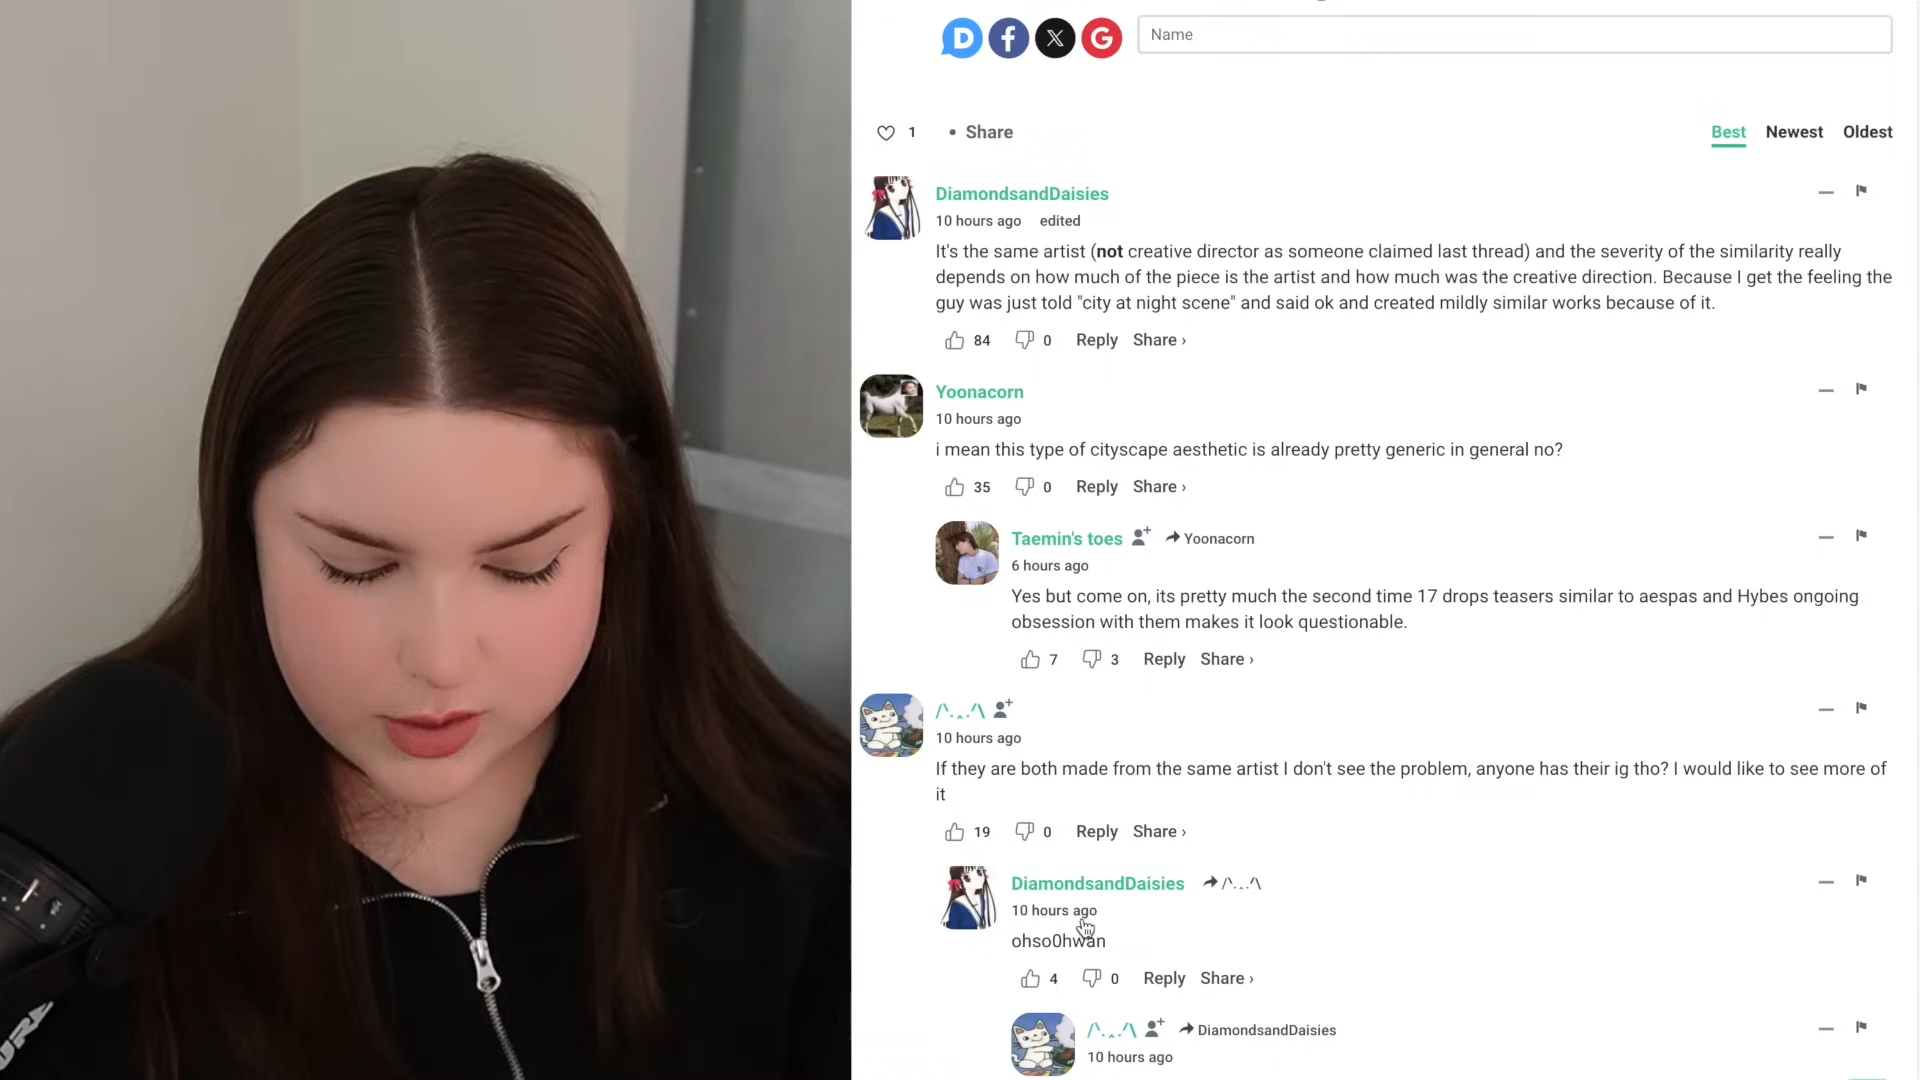 Name
1 • Share
Best Newest Oldest
DiamondsandDaisies
10 hours ago edited
It's the same artist (not creative director as someone claimed last thread) and the severity of the similarity really
depends on how much of the piece is the artist and how much was the creative direction. Because I get the feeling the
guy was just told "city at night scene" and said ok and created mildly similar works because of it.
84 0 Reply Share ›
Yoonacorn
10 hours ago
i mean this type of cityscape aesthetic is already pretty generic in general no?
35 0 Reply Share ›
Taemin's toes Yoonacorn
6 hours ago
Yes but come on, its pretty much the second time 17 drops teasers similar to aespas and Hybes ongoing
obsession with them makes it look questionable.
7 3 Reply Share ›
10 hours ago
If they are both made from the same artist I don't see the problem, anyone has their ig tho? I would like to see more of
it
19 0 Reply Share ›
DiamondsandDaisies
10 hours ago
ohso0hwan
4 0 Reply Share ›
DiamondsandDaisies
10 hours ago